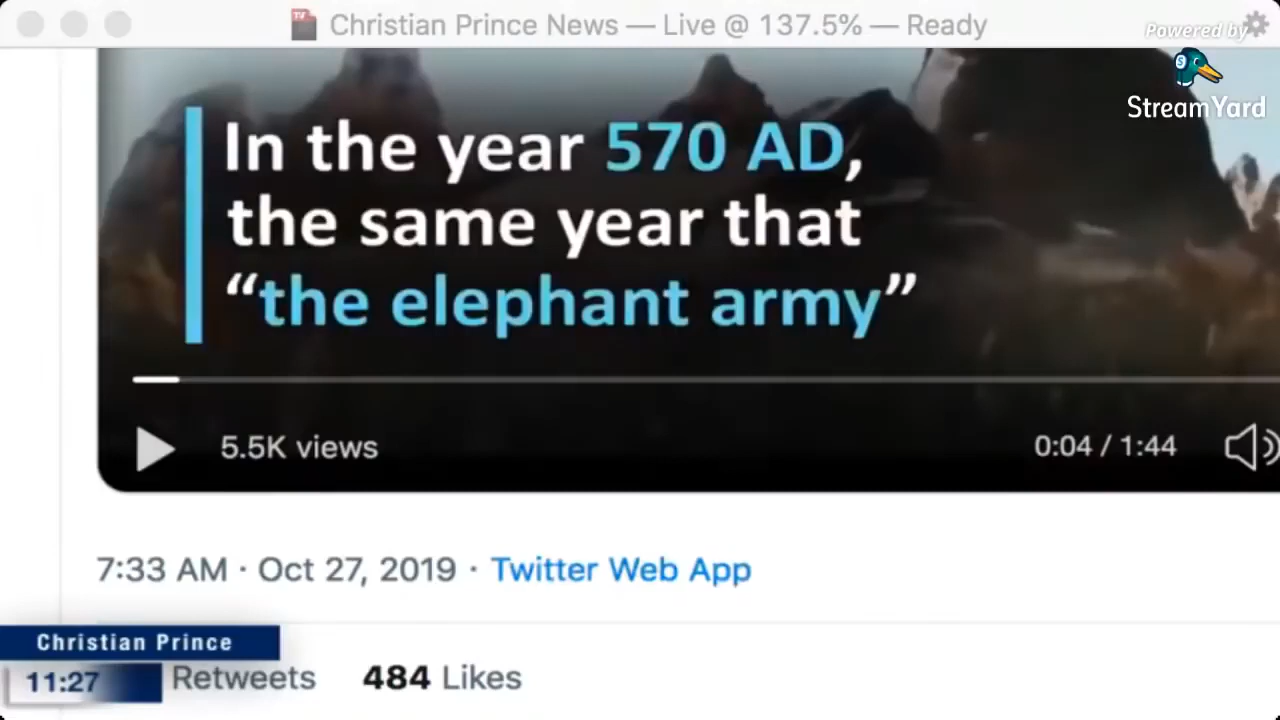 Christian Prince News — Live @ 137.5% — Ready
Powered by
StreamYard
In the year 570 AD,
the same year that
“the elephant army”
5.5K views
0:04 / 1:44
7:33 AM · Oct 27, 2019 · Twitter Web App
Christian Prince
11:27
Retweets 484 Likes